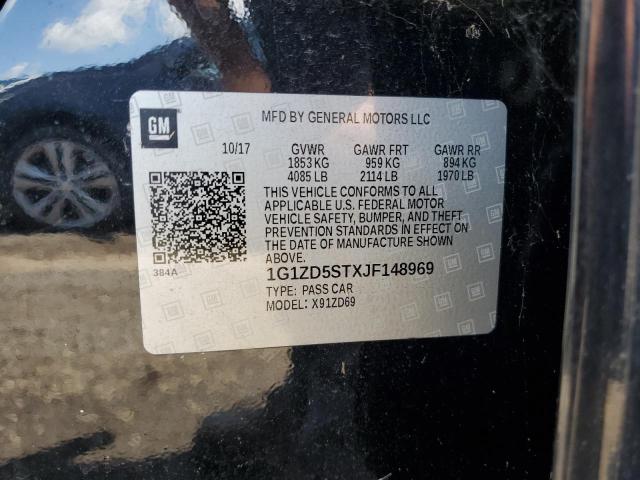 GM
MFD BY GENERAL MOTORS LLC
10/17 GVWR GAWR FRT GAWR RR
1853 KG 959 KG 894 KG
4085 LB 2114 LB 1970 LB
THIS VEHICLE CONFORMS TO ALL
APPLICABLE U.S. FEDERAL MOTOR
VEHICLE SAFETY, BUMPER, AND THEFT
PREVENTION STANDARDS IN EFFECT ON
THE DATE OF MANUFACTURE SHOWN
ABOVE.
384A
1G1ZD5STXJF148969
TYPE: PASS CAR
MODEL: X91ZD69